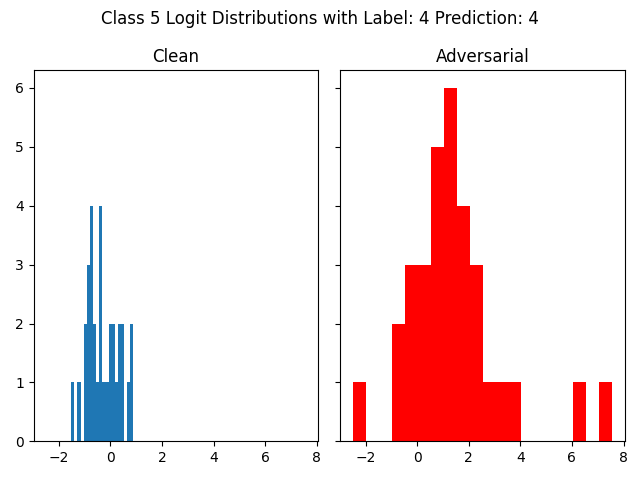 Class 5 Logit Distributions with Label: 4 Prediction: 4
Clean
Adversarial
6
5
4
3
2
1
0
−2 0 2 4 6 8
−2 0 2 4 6 8